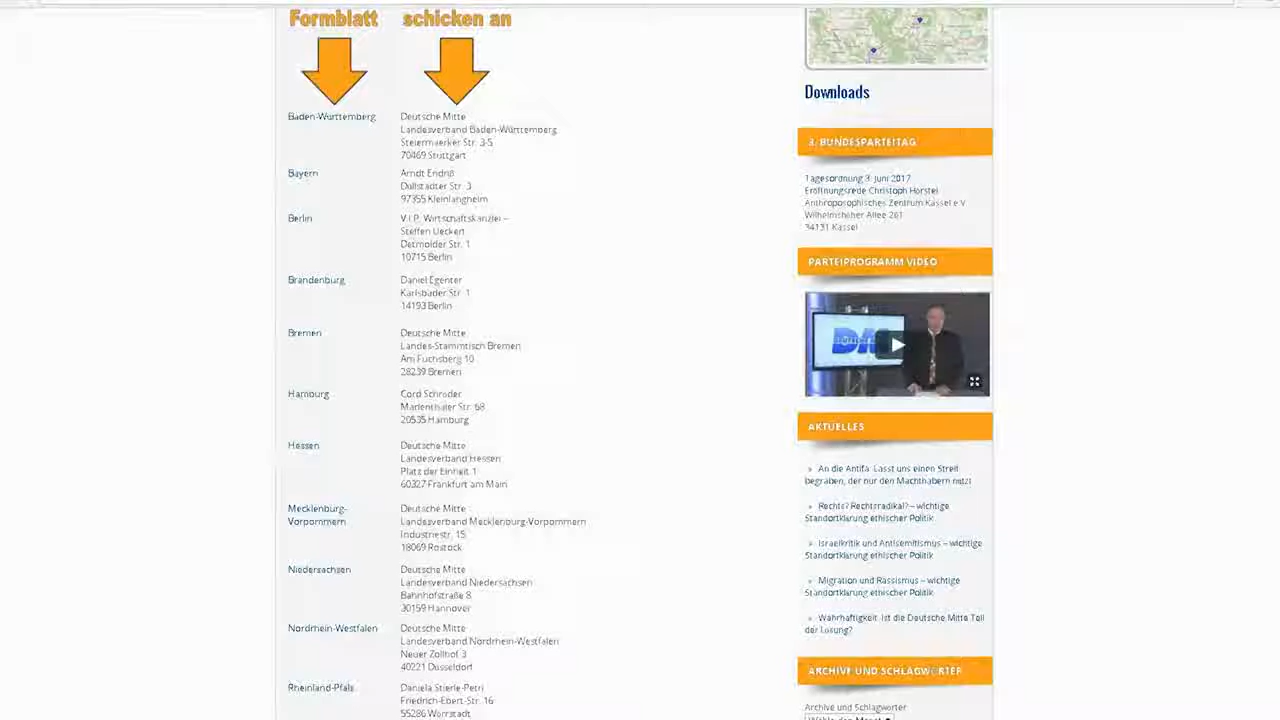 Formblatt schicken an
Baden-Württemberg
Deutsche Mitte
Landesverband Baden-Württemberg
Steiermaerker Str. 3-5
70469 Stuttgart
Bayern
Arndt Endriß
Düllstadter Str. 3
97355 Kleinlangheim
Berlin
V.I.P. Wirtschaftskanzlei –
Steffen Ueckert
Detmolder Str. 1
10715 Berlin
Brandenburg
Daniel Egenter
Karlsbader Str. 1
14193 Berlin
Bremen
Deutsche Mitte
Landes-Stammtisch Bremen
Am Fuchsberg 10
28239 Bremen
Hamburg
Cord Schröder
Marienthaler Str. 68
20535 Hamburg
Hessen
Deutsche Mitte
Landesverband Hessen
Platz der Einheit 1
60327 Frankfurt am Main
Mecklenburg-
Vorpommern
Deutsche Mitte
Landesverband Mecklenburg-Vorpommern
Industriestr. 15
18069 Rostock
Niedersachsen
Deutsche Mitte
Landesverband Niedersachsen
Bahnhofstraße 8
30159 Hannover
Nordrhein-Westfalen
Deutsche Mitte
Landesverband Nordrhein-Westfalen
Neuer Zollhof 3
40221 Düsseldorf
Rheinland-Pfalz
Daniela Stierle-Petri
Friedrich-Ebert-Str. 16
55286 Wörrstadt
Downloads
3. BUNDESPARTEITAG
Tagesordnung 3. Juni 2017
Eröffnungsrede Christoph Hörstel
Anthroposophisches Zentrum Kassel e.V.
Wilhelmshöher Allee 261
34131 Kassel
PARTEIPROGRAMM VIDEO
AKTUELLES
» An die Antifa: Lasst uns einen Streit
begraben, der nur den Machthabern nützt
» Rechts? Rechtsradikal? – wichtige
Standortklärung ethischer Politik
» Israelkritik und Antisemitismus – wichtige
Standortklärung ethischer Politik
» Migration und Rassismus – wichtige
Standortklärung ethischer Politik
» Wahrhaftigkeit: Ist die Deutsche Mitte Teil
der Lösung?
ARCHIVE UND SCHLAGWÖRTER
Archive und Schlagwörter